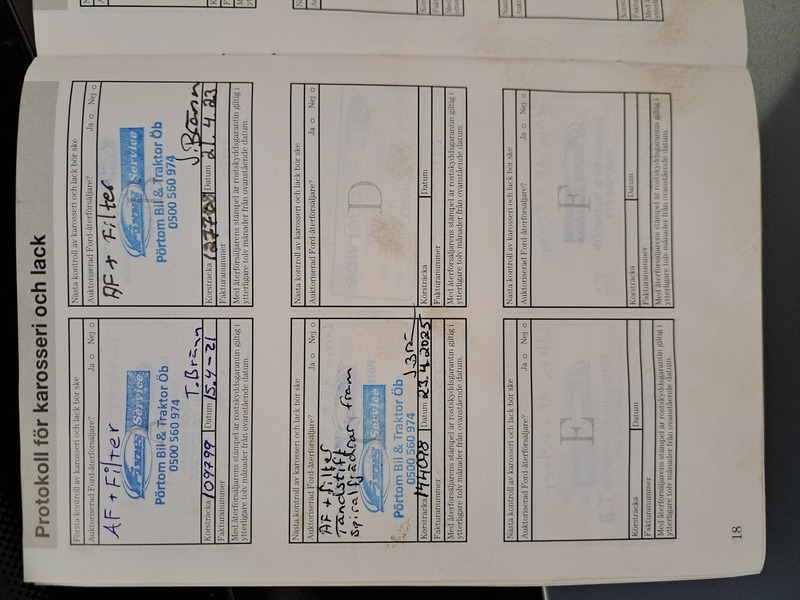 Protokoll för karosseri och lack
Första kontroll av karosseri och lack bör ske
Auktoriserad Ford-återförsäljare? Ja o Nej o
AF + Filter
Service
Pörtom Bil & Traktor Öb
0500 560 974
T. Bränn
Körsträcka 109799 Datum 15.4-21
Fakturanummer
Med återförsäljarens stämpel är rostskyddsgarantin giltig i
ytterligare tolv månader från ovanstående datum.
Nästa kontroll av karosseri och lack bör ske
Auktoriserad Ford-återförsäljare? Ja o Nej o
AF + Filter
Service
Pörtom Bil & Traktor Öb
0500 560 974
J. Bränn
Körsträcka 127708 Datum 21.4.23
Fakturanummer
Med återförsäljarens stämpel är rostskyddsgarantin giltig i
ytterligare tolv månader från ovanstående datum.
Nästa kontroll av karosseri och lack bör ske
Auktoriserad Ford-återförsäljare? Ja o Nej o
AF + Filter
Tändstift
Spiralfjädrar fram
Service
Pörtom Bil & Traktor Öb
0500 560 974
Körsträcka 144078 Datum 23.4.2025
Fakturanummer
Med återförsäljarens stämpel är rostskyddsgarantin giltig i
ytterligare tolv månader från ovanstående datum.
Nästa kontroll av karosseri och lack bör ske
Auktoriserad Ford-återförsäljare? Ja o Nej o
D
Körsträcka Datum
Fakturanummer
Med återförsäljarens stämpel är rostskyddsgarantin giltig i
ytterligare tolv månader från ovanstående datum.
Nästa kontroll av karosseri och lack bör ske
Auktoriserad Ford-återförsäljare? Ja o Nej o
E
Körsträcka Datum
Fakturanummer
Med återförsäljarens stämpel är rostskyddsgarantin giltig i
ytterligare tolv månader från ovanstående datum.
Nästa kontroll av karosseri och lack bör ske
Auktoriserad Ford-återförsäljare? Ja o Nej o
F
Körsträcka Datum
Fakturanummer
Med återförsäljarens stämpel är rostskyddsgarantin giltig i
ytterligare tolv månader från ovanstående datum.
18